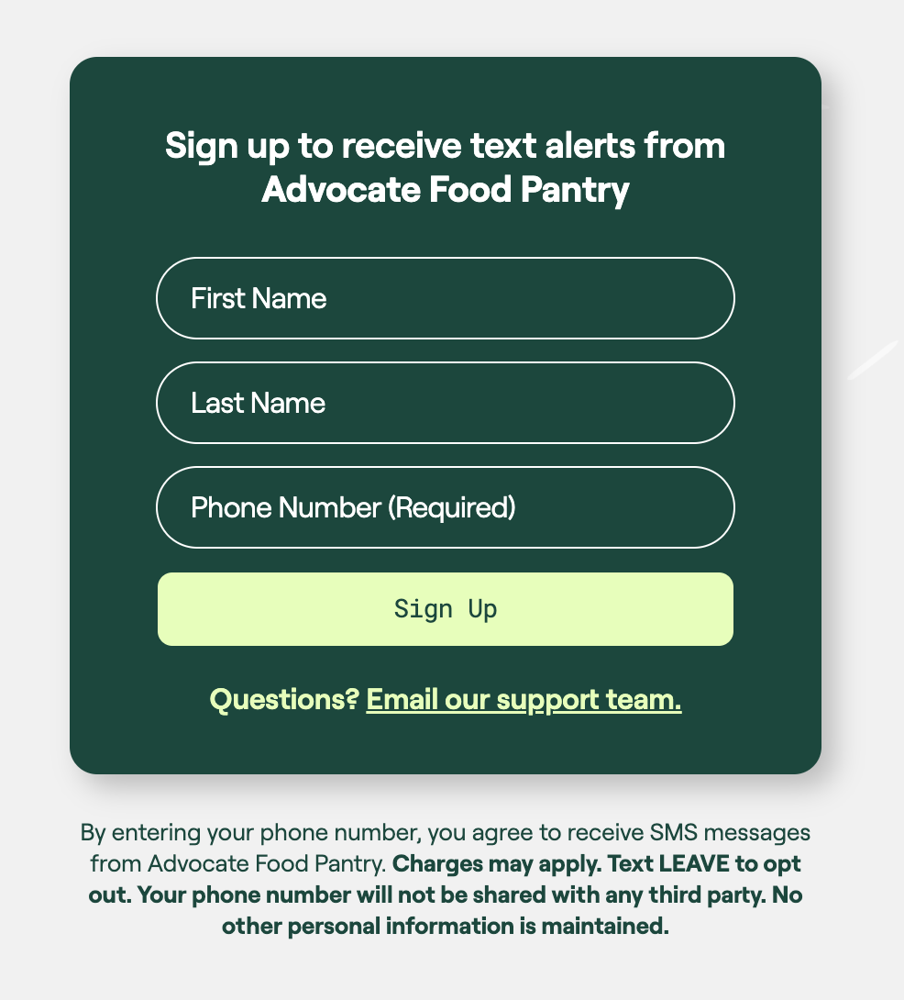 Sign up to receive text alerts from
Advocate Food Pantry
First Name
Last Name
Phone Number (Required)
Sign Up
Questions? Email our support team.
By entering your phone number, you agree to receive SMS messages
from Advocate Food Pantry. Charges may apply. Text LEAVE to opt
out. Your phone number will not be shared with any third party. No
other personal information is maintained.